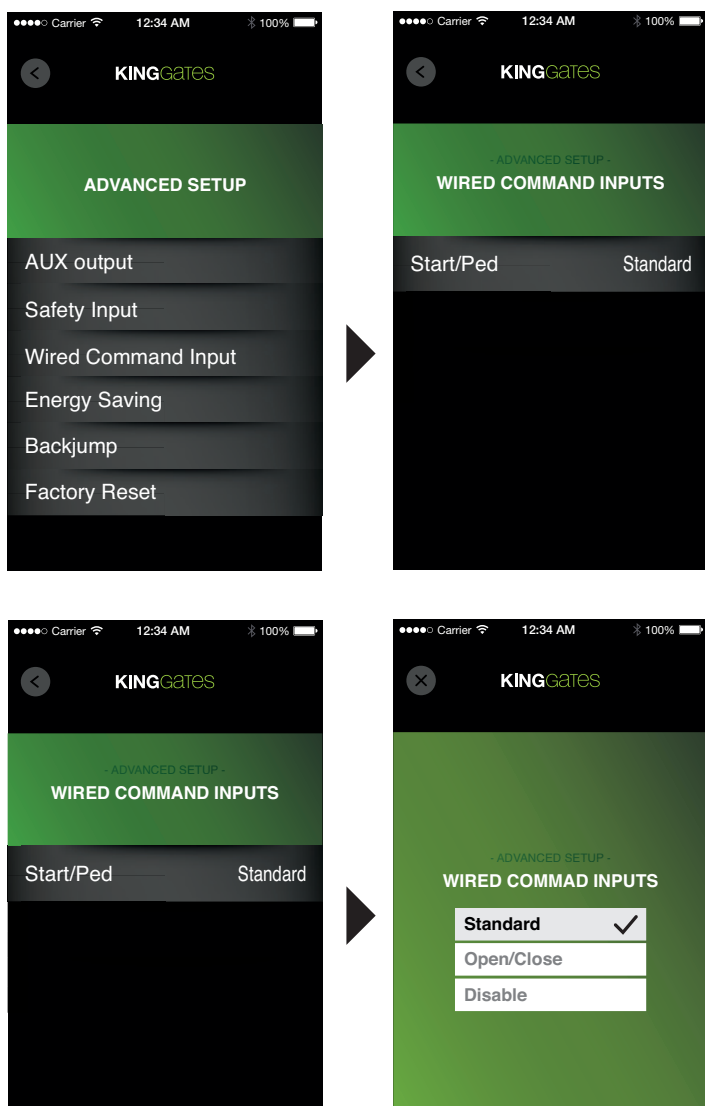 ●●●●○ Carrier 12:34 AM 100%
KINGGATES
ADVANCED SETUP
AUX output
Safety Input
Wired Command Input
Energy Saving
Backjump
Factory Reset
●●●●○ Carrier 12:34 AM 100%
KINGGATES
- ADVANCED SETUP -
WIRED COMMAND INPUTS
Start/Ped Standard
●●●●○ Carrier 12:34 AM 100%
KINGGATES
- ADVANCED SETUP -
WIRED COMMAND INPUTS
Start/Ped Standard
●●●●○ Carrier 12:34 AM 100%
KINGGATES
- ADVANCED SETUP -
WIRED COMMAD INPUTS
Standard
Open/Close
Disable